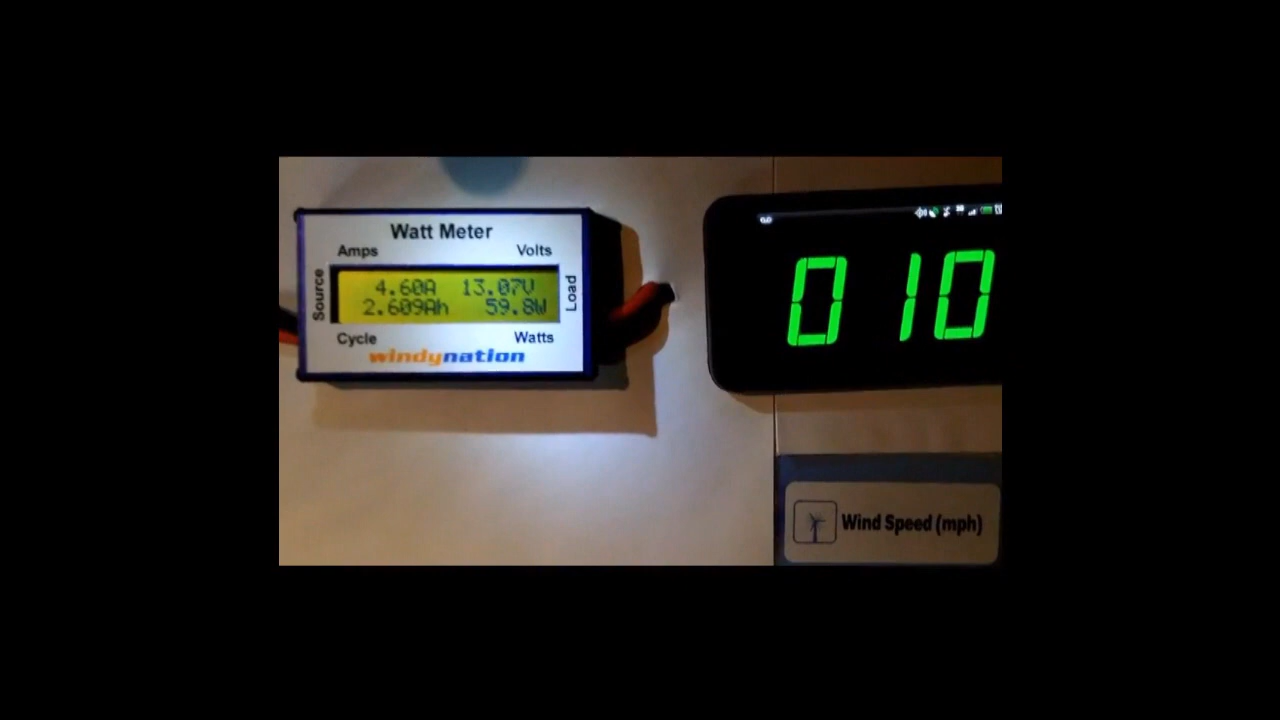 Watt Meter
Amps Volts
Source
4.60A 13.07V
2.609Ah 59.8W
Load
Cycle Watts
windynation
010
Wind Speed (mph)